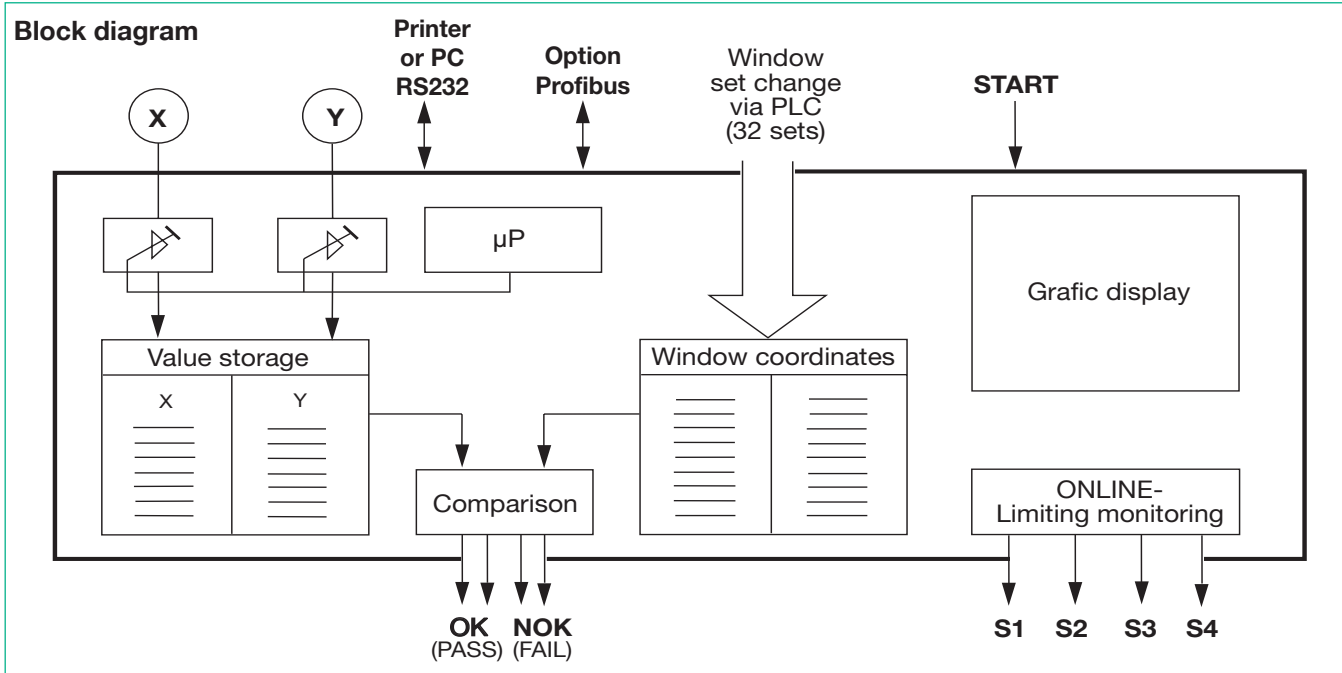 Block diagram
Printer
or PC
RS232
Option
Profibus
Window
set change
via PLC
(32 sets)
START
X
Y
µP
Grafic display
Value storage
X
Y
Window coordinates
Comparison
ONLINE-
Limiting monitoring
OK
(PASS)
NOK
(FAIL)
S1
S2
S3
S4